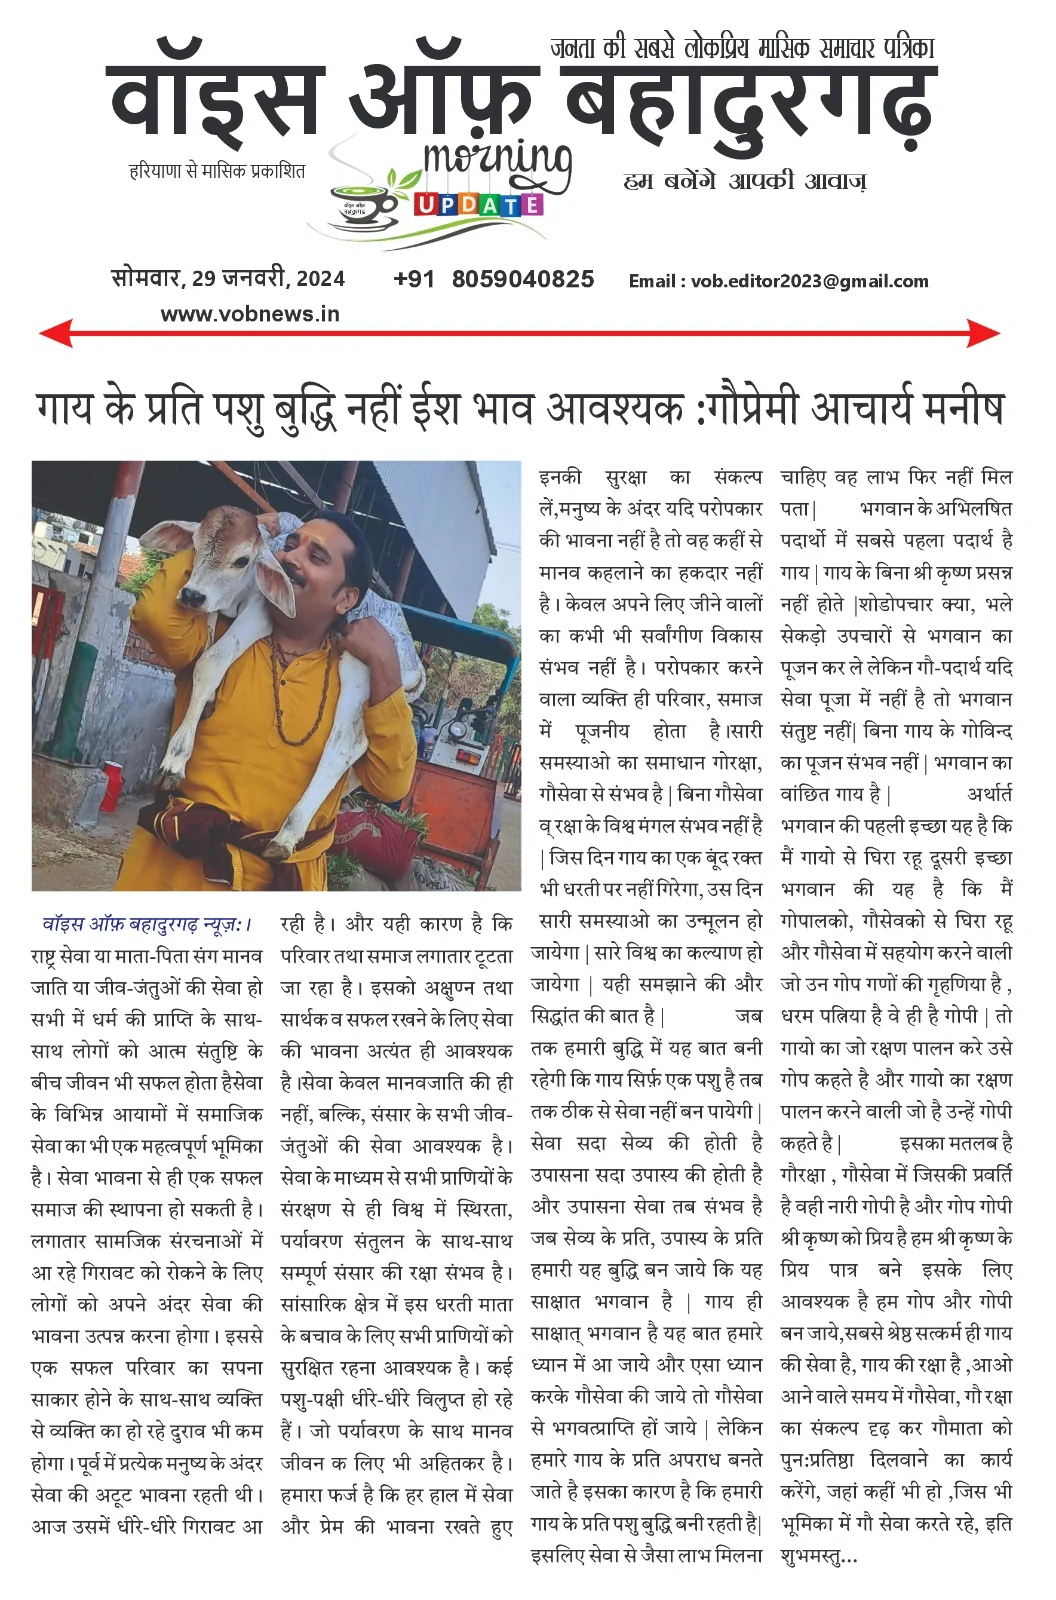 जनता की सबसे लोकप्रिय मासिक समाचार पत्रिका
वॉइस ऑफ़ बहादुरगढ़
हरियाणा से मासिक प्रकाशित
morning
UPDATE
वॉइस ऑफ़
बहादुरगढ़
हम बनेंगे आपकी आवाज़
सोमवार, 29 जनवरी, 2024
+91 8059040825
Email : vob.editor2023@gmail.com
www.vobnews.in
गाय के प्रति पशु बुद्धि नहीं ईश भाव आवश्यक :गौप्रेमी आचार्य मनीष
वॉइस ऑफ़ बहादुरगढ़ न्यूज़:।
राष्ट्र सेवा या माता-पिता संग मानव
जाति या जीव-जंतुओं की सेवा हो
सभी में धर्म की प्राप्ति के साथ-
साथ लोगों को आत्म संतुष्टि के
बीच जीवन भी सफल होता हैसेवा
के विभिन्न आयामों में समाजिक
सेवा का भी एक महत्वपूर्ण भूमिका
है। सेवा भावना से ही एक सफल
समाज की स्थापना हो सकती है।
लगातार सामजिक संरचनाओं में
आ रहे गिरावट को रोकने के लिए
लोगों को अपने अंदर सेवा की
भावना उत्पन्न करना होगा। इससे
एक सफल परिवार का सपना
साकार होने के साथ-साथ व्यक्ति
से व्यक्ति का हो रहे दुराव भी कम
होगा। पूर्व में प्रत्येक मनुष्य के अंदर
सेवा की अटूट भावना रहती थी।
आज उसमें धीरे-धीरे गिरावट आ
रही है। और यही कारण है कि
परिवार तथा समाज लगातार टूटता
जा रहा है। इसको अक्षुण्न तथा
सार्थक व सफल रखने के लिए सेवा
की भावना अत्यंत ही आवश्यक
है।सेवा केवल मानवजाति की ही
नहीं, बल्कि, संसार के सभी जीव-
जंतुओं की सेवा आवश्यक है।
सेवा के माध्यम से सभी प्राणियों के
संरक्षण से ही विश्व में स्थिरता,
पर्यावरण संतुलन के साथ-साथ
सम्पूर्ण संसार की रक्षा संभव है।
सांसारिक क्षेत्र में इस धरती माता
के बचाव के लिए सभी प्राणियों को
सुरक्षित रहना आवश्यक है। कई
पशु-पक्षी धीरे-धीरे विलुप्त हो रहे
हैं। जो पर्यावरण के साथ मानव
जीवन क लिए भी अहितकर है।
हमारा फर्ज है कि हर हाल में सेवा
और प्रेम की भावना रखते हुए
इनकी सुरक्षा का संकल्प
लें,मनुष्य के अंदर यदि परोपकार
की भावना नहीं है तो वह कहीं से
मानव कहलाने का हकदार नहीं
है। केवल अपने लिए जीने वालों
का कभी भी सर्वांगीण विकास
संभव नहीं है। परोपकार करने
वाला व्यक्ति ही परिवार, समाज
में पूजनीय होता है।सारी
समस्याओ का समाधान गोरक्षा,
गौसेवा से संभव है | बिना गौसेवा
व् रक्षा के विश्व मंगल संभव नहीं है
| जिस दिन गाय का एक बूंद रक्त
भी धरती पर नहीं गिरेगा, उस दिन
सारी समस्याओ का उन्मूलन हो
जायेगा | सारे विश्व का कल्याण हो
जायेगा | यही समझाने की और
सिद्धांत की बात है | जब
तक हमारी बुद्धि में यह बात बनी
रहेगी कि गाय सिर्फ़ एक पशु है तब
तक ठीक से सेवा नहीं बन पायेगी |
सेवा सदा सेव्य की होती है
उपासना सदा उपास्य की होती है
और उपासना सेवा तब संभव है
जब सेव्य के प्रति, उपास्य के प्रति
हमारी यह बुद्धि बन जाये कि यह
साक्षात भगवान है | गाय ही
साक्षात् भगवान है यह बात हमारे
ध्यान में आ जाये और एसा ध्यान
करके गौसेवा की जाये तो गौसेवा
से भगवत्प्राप्ति हों जाये | लेकिन
हमारे गाय के प्रति अपराध बनते
जाते है इसका कारण है कि हमारी
गाय के प्रति पशु बुद्धि बनी रहती है|
इसलिए सेवा से जैसा लाभ मिलना
चाहिए वह लाभ फिर नहीं मिल
पता | भगवान के अभिलषित
पदार्थो में सबसे पहला पदार्थ है
गाय | गाय के बिना श्री कृष्ण प्रसन्न
नहीं होते |शोडोपचार क्या, भले
सेकड़ो उपचारों से भगवान का
पूजन कर ले लेकिन गौ-पदार्थ यदि
सेवा पूजा में नहीं है तो भगवान
संतुष्ट नहीं| बिना गाय के गोविन्द
का पूजन संभव नहीं | भगवान का
वांछित गाय है | अर्थार्त
भगवान की पहली इच्छा यह है कि
मैं गायो से घिरा रहू दूसरी इच्छा
भगवान की यह है कि मैं
गोपालको, गौसेवको से घिरा रहू
और गौसेवा में सहयोग करने वाली
जो उन गोप गणों की गृहणिया है ,
धरम पत्निया है वे ही है गोपी | तो
गायो का जो रक्षण पालन करे उसे
गोप कहते है और गायो का रक्षण
पालन करने वाली जो है उन्हें गोपी
कहते है | इसका मतलब है
गौरक्षा , गौसेवा में जिसकी प्रवर्ति
है वही नारी गोपी है और गोप गोपी
श्री कृष्ण को प्रिय है हम श्री कृष्ण के
प्रिय पात्र बने इसके लिए
आवश्यक है हम गोप और गोपी
बन जाये,सबसे श्रेष्ठ सत्कर्म ही गाय
की सेवा है, गाय की रक्षा है ,आओ
आने वाले समय में गौसेवा, गौ रक्षा
का संकल्प दृढ़ कर गौमाता को
पुन:प्रतिष्ठा दिलवाने का कार्य
करेंगे, जहां कहीं भी हो ,जिस भी
भूमिका में गौ सेवा करते रहे, इति
शुभमस्तु...